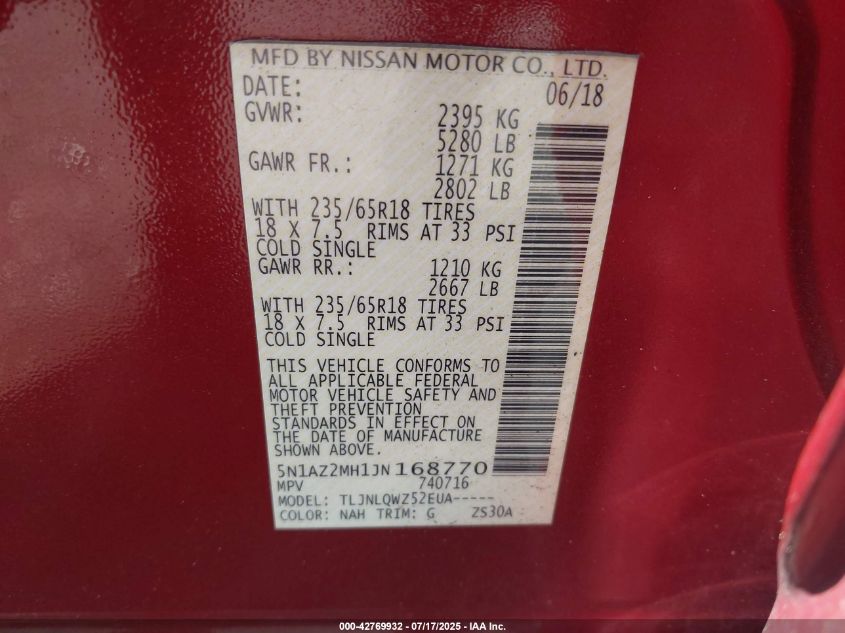 MFD BY NISSAN MOTOR CO., LTD.
DATE: 06/18
GVWR: 2395 KG
5280 LB
GAWR FR.: 1271 KG
2802 LB
WITH 235/65R18 TIRES
18 X 7.5 RIMS AT 33 PSI
COLD SINGLE
GAWR RR.: 1210 KG
2667 LB
WITH 235/65R18 TIRES
18 X 7.5 RIMS AT 33 PSI
COLD SINGLE
THIS VEHICLE CONFORMS TO
ALL APPLICABLE FEDERAL
MOTOR VEHICLE SAFETY AND
THEFT PREVENTION
STANDARDS IN EFFECT ON
THE DATE OF MANUFACTURE
SHOWN ABOVE.
5N1AZ2MH1JN168770
MPV 740716
MODEL: TLJNLQWZ52EUA-----
COLOR: NAH TRIM: G ZS30A
000-42769932 - 07/17/2025 - IAA Inc.